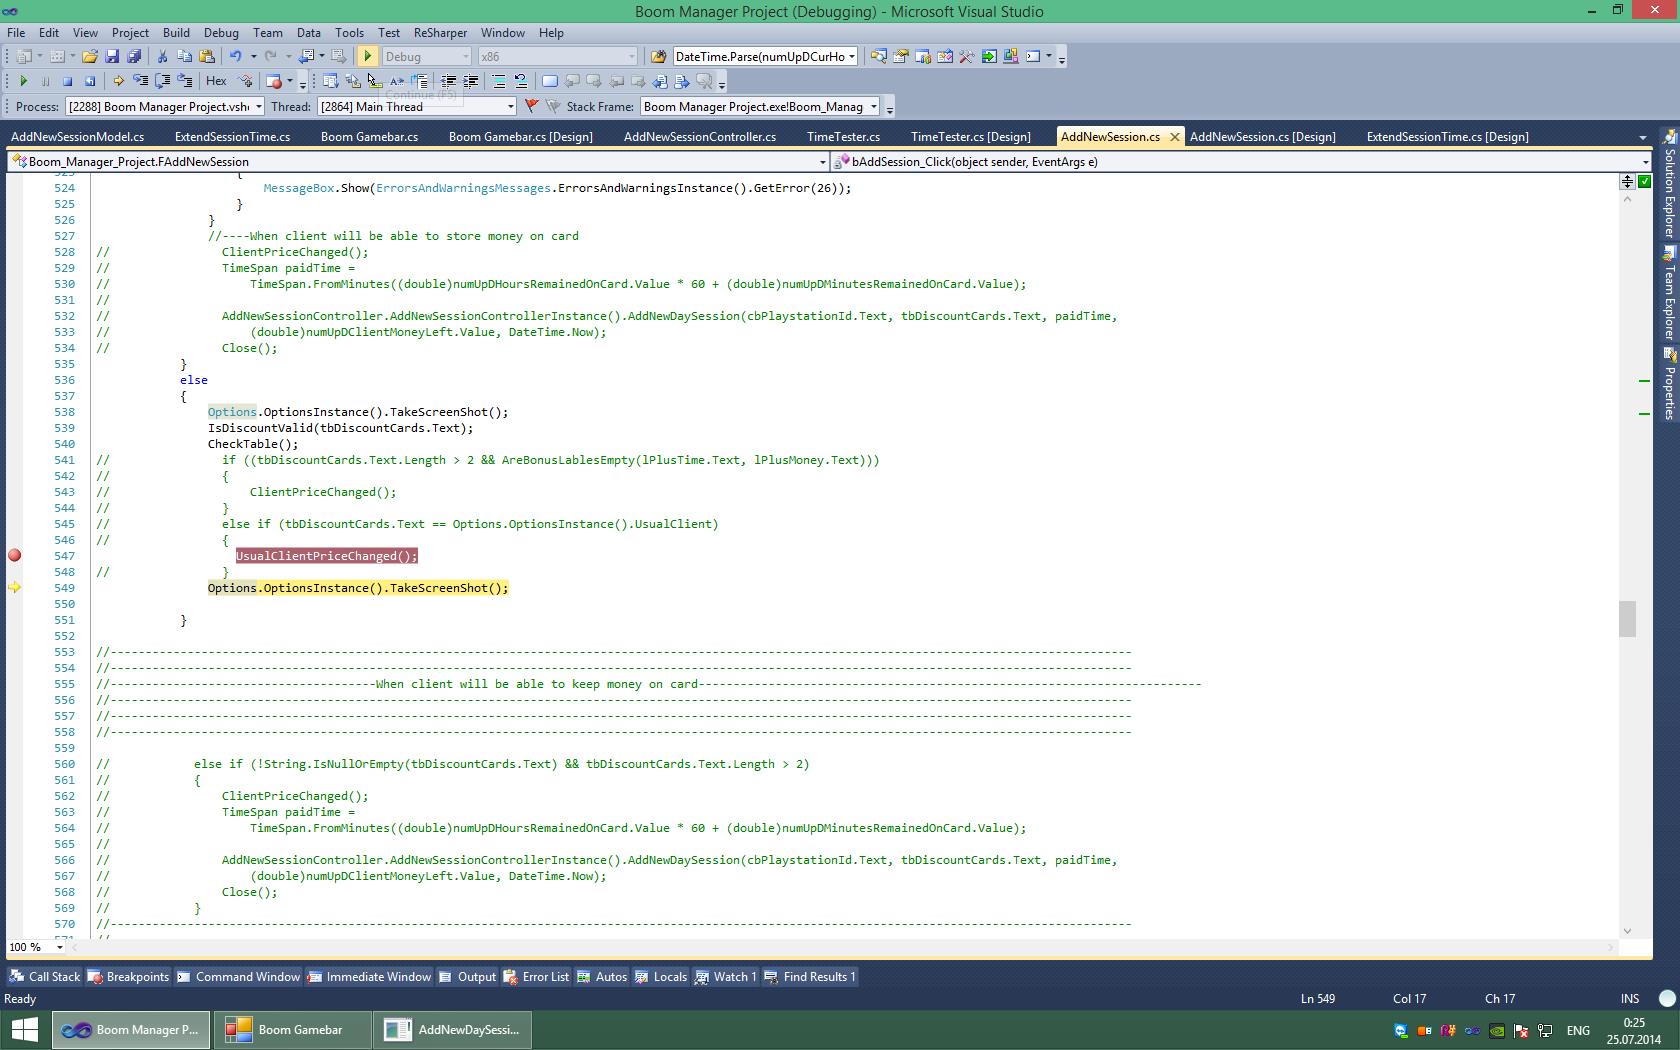 Boom Manager Project (Debugging) - Microsoft Visual Studio
File Edit View Project Build Debug Team Data Tools Test ReSharper Window Help
Debug x86 DateTime.Parse(numUpDCurHo
Hex
Continue (F5)
Process: [2288] Boom Manager Project.vsh Thread: [2864] Main Thread Stack Frame: Boom Manager Project.exe!Boom_Manag
AddNewSessionModel.cs ExtendSessionTime.cs Boom Gamebar.cs Boom Gamebar.cs [Design] AddNewSessionController.cs TimeTester.cs TimeTester.cs [Design] AddNewSession.cs AddNewSession.cs [Design] ExtendSessionTime.cs [Design]
Boom_Manager_Project.FAddNewSession bAddSession_Click(object sender, EventArgs e)
523 {
524 MessageBox.Show(ErrorsAndWarningsMessages.ErrorsAndWarningsInstance().GetError(26));
525 }
526 }
527 //----When client will be able to store money on card
528 // ClientPriceChanged();
529 // TimeSpan paidTime =
530 // TimeSpan.FromMinutes((double)numUpDHoursRemainedOnCard.Value * 60 + (double)numUpDMinutesRemainedOnCard.Value);
531 //
532 // AddNewSessionController.AddNewSessionControllerInstance().AddNewDaySession(cbPlaystationId.Text, tbDiscountCards.Text, paidTime,
533 // (double)numUpDClientMoneyLeft.Value, DateTime.Now);
534 // Close();
535 }
536 else
537 {
538 Options.OptionsInstance().TakeScreenShot();
539 IsDiscountValid(tbDiscountCards.Text);
540 CheckTable();
541 // if ((tbDiscountCards.Text.Length > 2 && AreBonusLablesEmpty(lPlusTime.Text, lPlusMoney.Text)))
542 // {
543 // ClientPriceChanged();
544 // }
545 // else if (tbDiscountCards.Text == Options.OptionsInstance().UsualClient)
546 // {
547 UsualClientPriceChanged();
548 // }
549 Options.OptionsInstance().TakeScreenShot();
550
551 }
552
553 //--------------------------------------------------------------------------------------------------------------------------------------------------
554 //--------------------------------------------------------------------------------------------------------------------------------------------------
555 //--------------------------------------When client will be able to keep money on card------------------------------------------------------------------------
556 //--------------------------------------------------------------------------------------------------------------------------------------------------
557 //--------------------------------------------------------------------------------------------------------------------------------------------------
558 //--------------------------------------------------------------------------------------------------------------------------------------------------
559
560 // else if (!String.IsNullOrEmpty(tbDiscountCards.Text) && tbDiscountCards.Text.Length > 2)
561 // {
562 // ClientPriceChanged();
563 // TimeSpan paidTime =
564 // TimeSpan.FromMinutes((double)numUpDHoursRemainedOnCard.Value * 60 + (double)numUpDMinutesRemainedOnCard.Value);
565 //
566 // AddNewSessionController.AddNewSessionControllerInstance().AddNewDaySession(cbPlaystationId.Text, tbDiscountCards.Text, paidTime,
567 // (double)numUpDClientMoneyLeft.Value, DateTime.Now);
568 // Close();
569 // }
570 //--------------------------------------------------------------------------------------------------------------------------------------------------
571 //
Solution Explorer
Team Explorer
Properties
100 %
Call Stack Breakpoints Command Window Immediate Window Output Error List Autos Locals Watch 1 Find Results 1
Ready Ln 549 Col 17 Ch 17 INS
Boom Manager P... Boom Gamebar AddNewDaySessi... ENG 0:25
25.07.2014